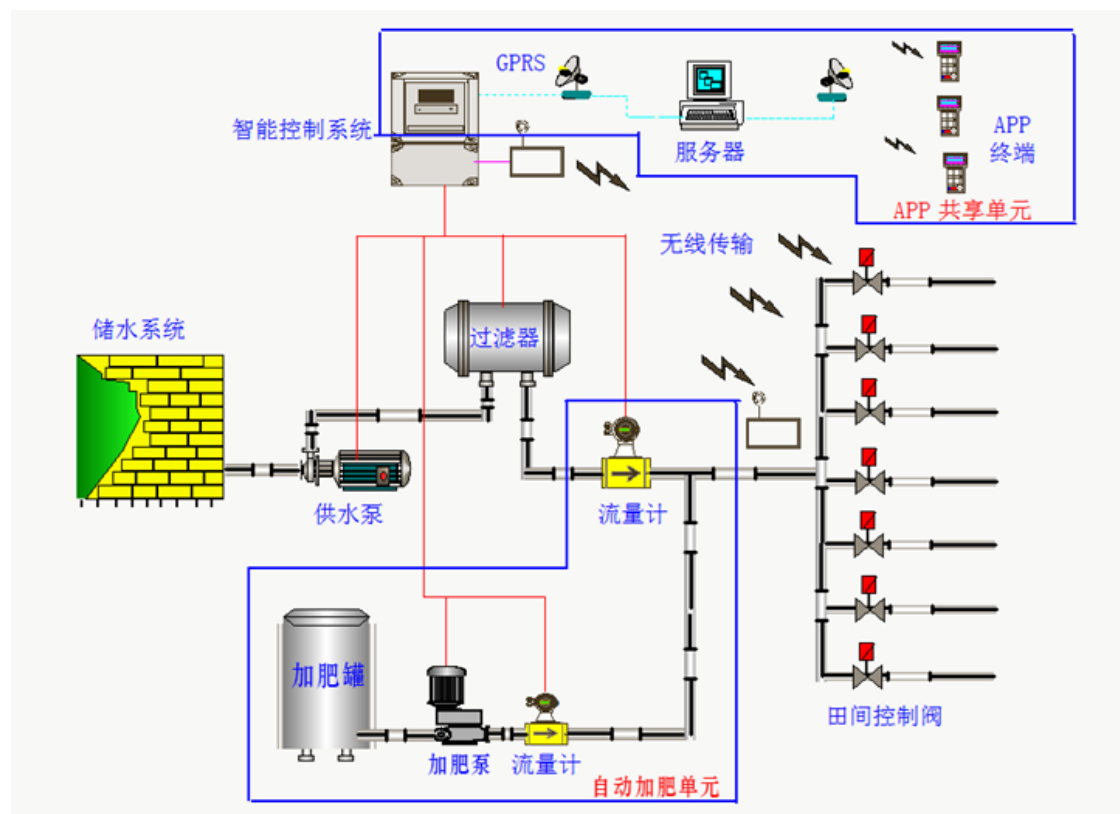 GPRS
智能控制系统
服务器
APP
终端
APP 共享单元
无线传输
储水系统
过滤器
供水泵
流量计
加肥罐
加肥泵
流量计
自动加肥单元
田间控制阀